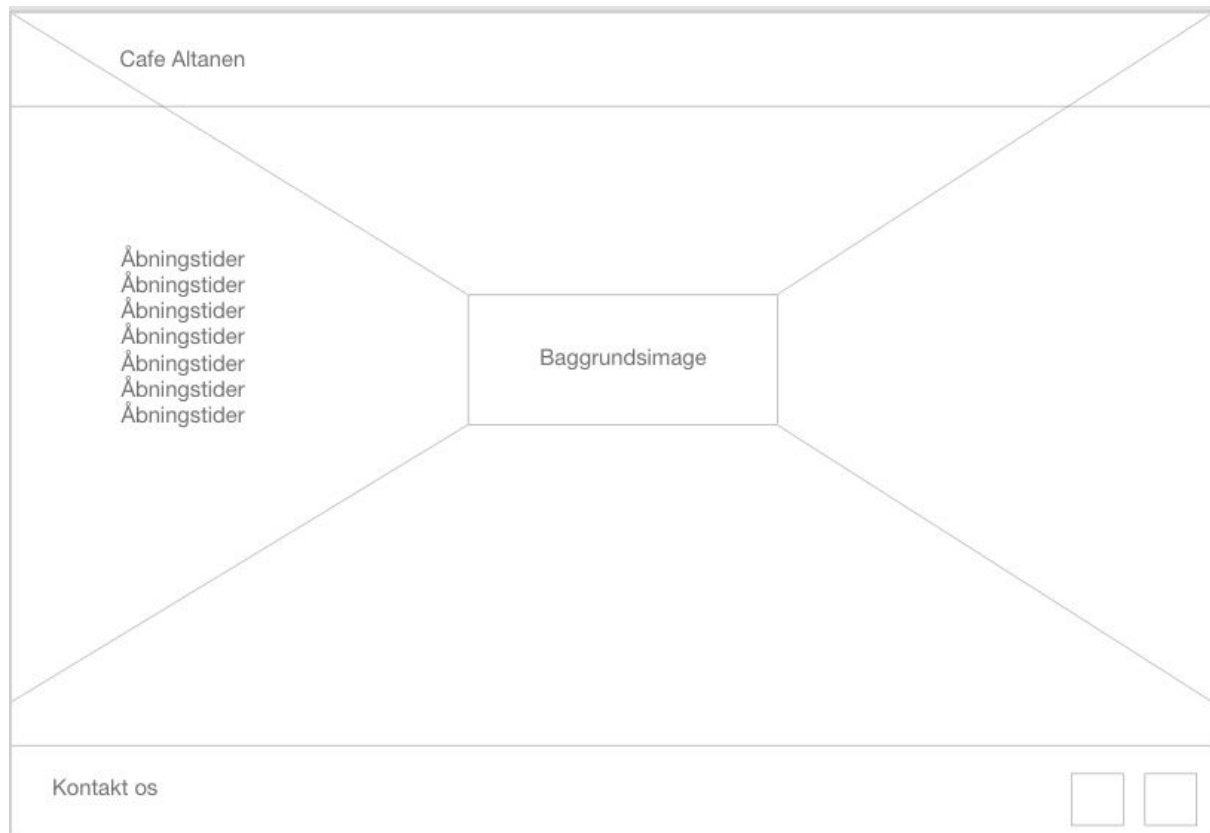 Cafe Altanen
Åbningstider
Åbningstider
Åbningstider
Åbningstider
Åbningstider
Åbningstider
Åbningstider
Baggrundsimage
Kontakt os